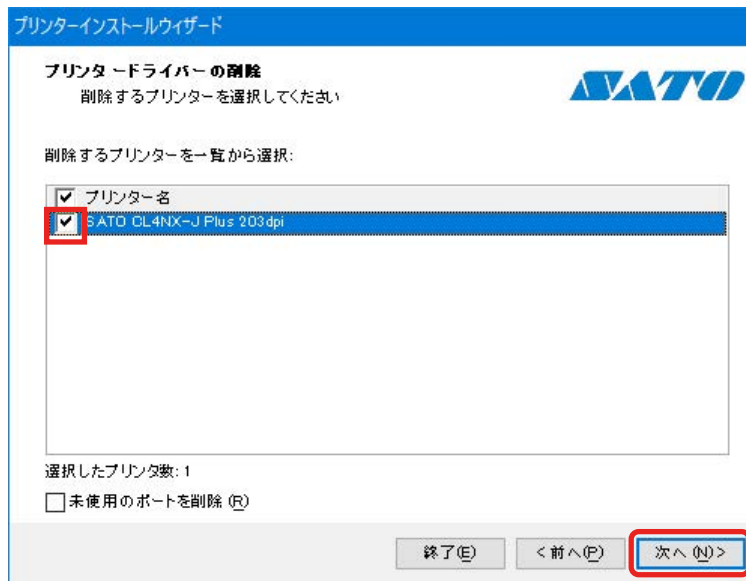 プリンターインストールウィザード
プリンタードライバーの削除
削除するプリンターを選択してください
SATO
削除するプリンターを一覧から選択:
プリンター名
SATO CL4NX-J Plus 203dpi
選択したプリンタ数: 1
未使用のポートを削除 (R)
終了(E)
<前へ(P)
次へ (N)>